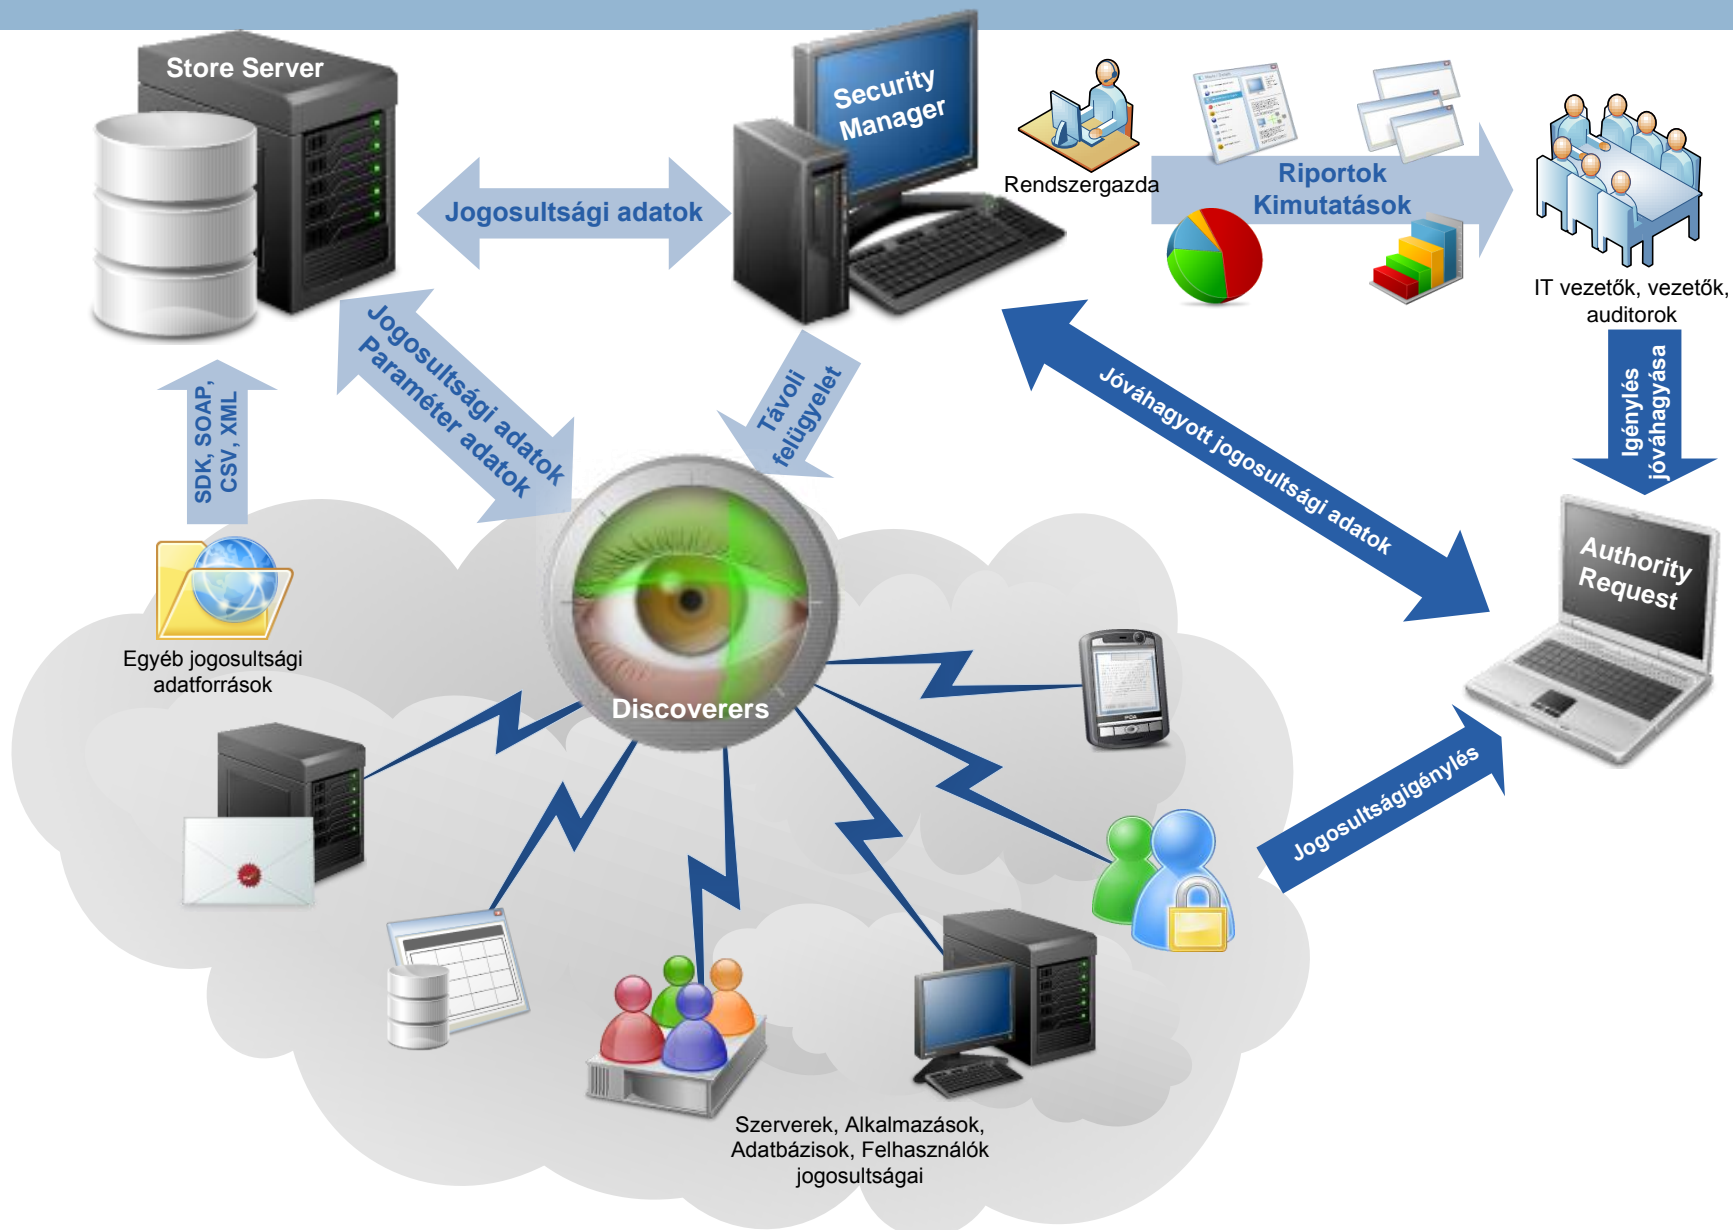 Store Server
Security
Manager
Rendszergazda
Riportok
Kimutatások
IT vezetők, vezetők,
auditorok
Jogosultsági adatok
Jogosultsági adatok
Paraméter adatok
Távoli
felügyelet
Jóváhagyott jogosultsági adatok
Igénylés
jóváhagyása
SDK, SOAP,
CSV, XML
Authority
Request
Egyéb jogosultsági
adatforrások
Discoverers
Jogosultságigénylés
Szerverek, Alkalmazások,
Adatbázisok, Felhasználók
jogosultságai